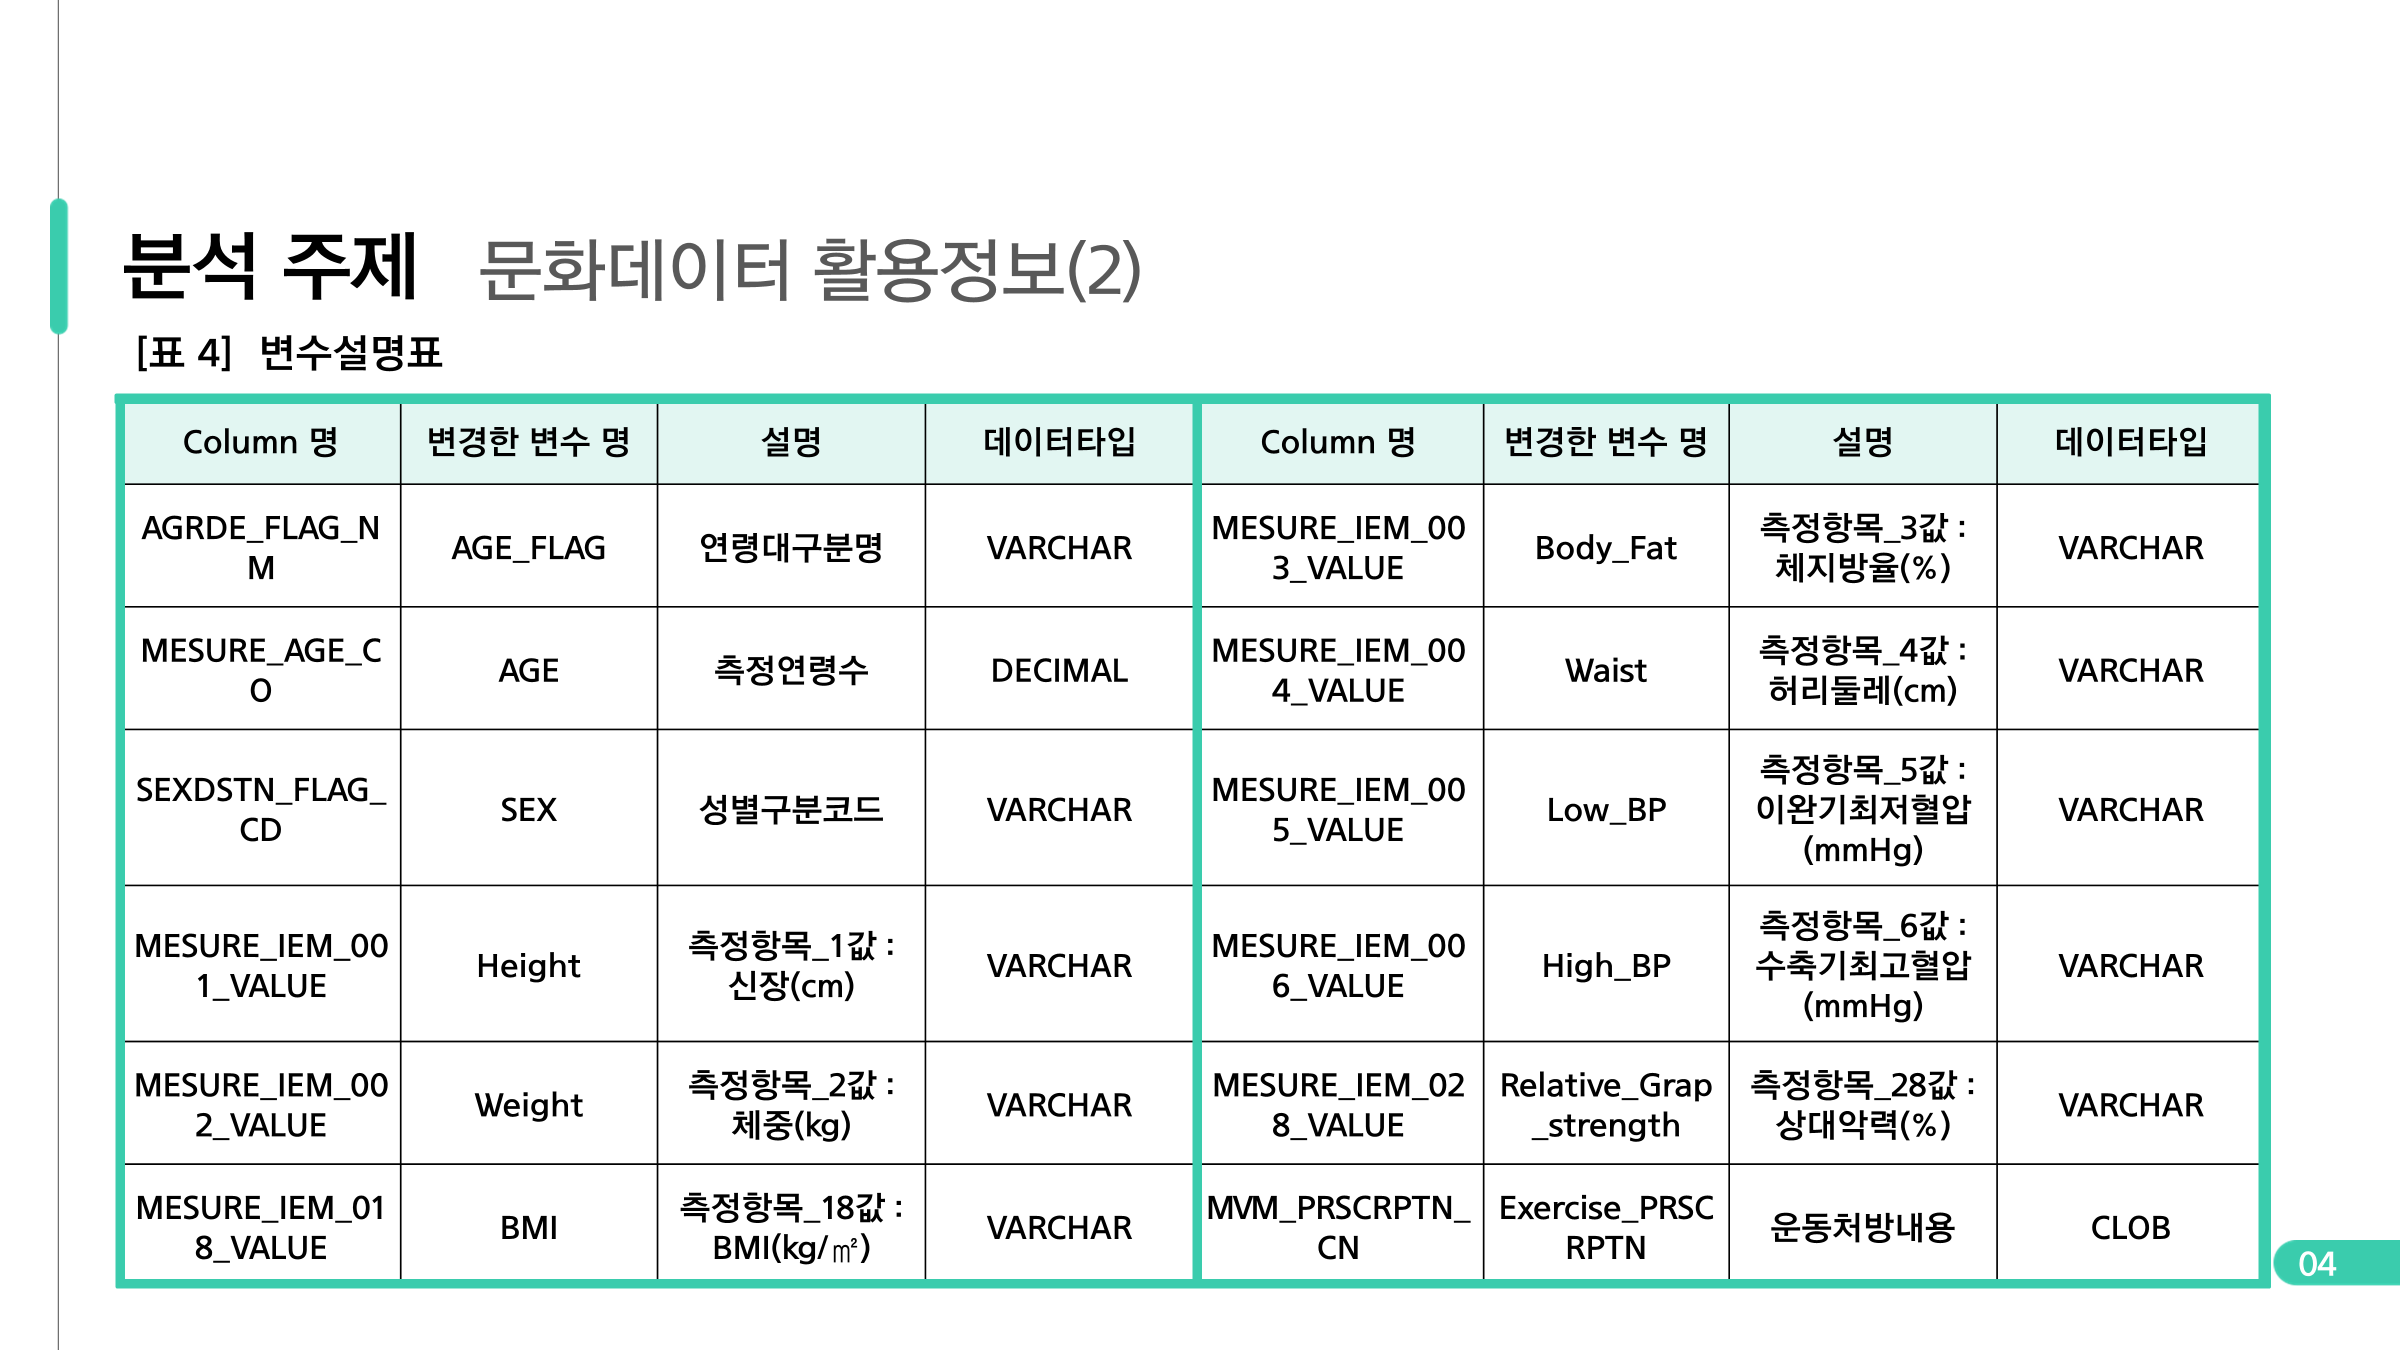 분석 주제 문화데이터 활용정보(2)
[표 4] 변수설명표
Column 명 변경한 변수 명 설명 데이터타입 Column 명 변경한 변수 명 설명 데이터타입
AGRDE_FLAG_N
M
AGE_FLAG
연령대구분명
VARCHAR
MESURE_IEM_00
3_VALUE
Body_Fat
측정항목_3값 :
체지방율(%)
VARCHAR
MESURE_AGE_C
O
AGE
측정연령수
DECIMAL
MESURE_IEM_00
4_VALUE
Waist
측정항목_4값 :
허리둘레(cm)
VARCHAR
SEXDSTN_FLAG_
CD
SEX
성별구분코드
VARCHAR
MESURE_IEM_00
5_VALUE
Low_BP
측정항목_5값 :
이완기최저혈압
(mmHg)
VARCHAR
MESURE_IEM_00
1_VALUE
Height
측정항목_1값 :
신장(cm)
VARCHAR
MESURE_IEM_00
6_VALUE
High_BP
측정항목_6값 :
수축기최고혈압
(mmHg)
VARCHAR
MESURE_IEM_00
2_VALUE
Weight
측정항목_2값 :
체중(kg)
VARCHAR
MESURE_IEM_02
8_VALUE
Relative_Grap
_strength
측정항목_28값 :
상대악력(%)
VARCHAR
MESURE_IEM_01
8_VALUE
BMI
측정항목_18값 :
BMI(kg/㎡)
VARCHAR
MVM_PRSCRPTN_
CN
Exercise_PRSC
RPTN
운동처방내용
CLOB
04